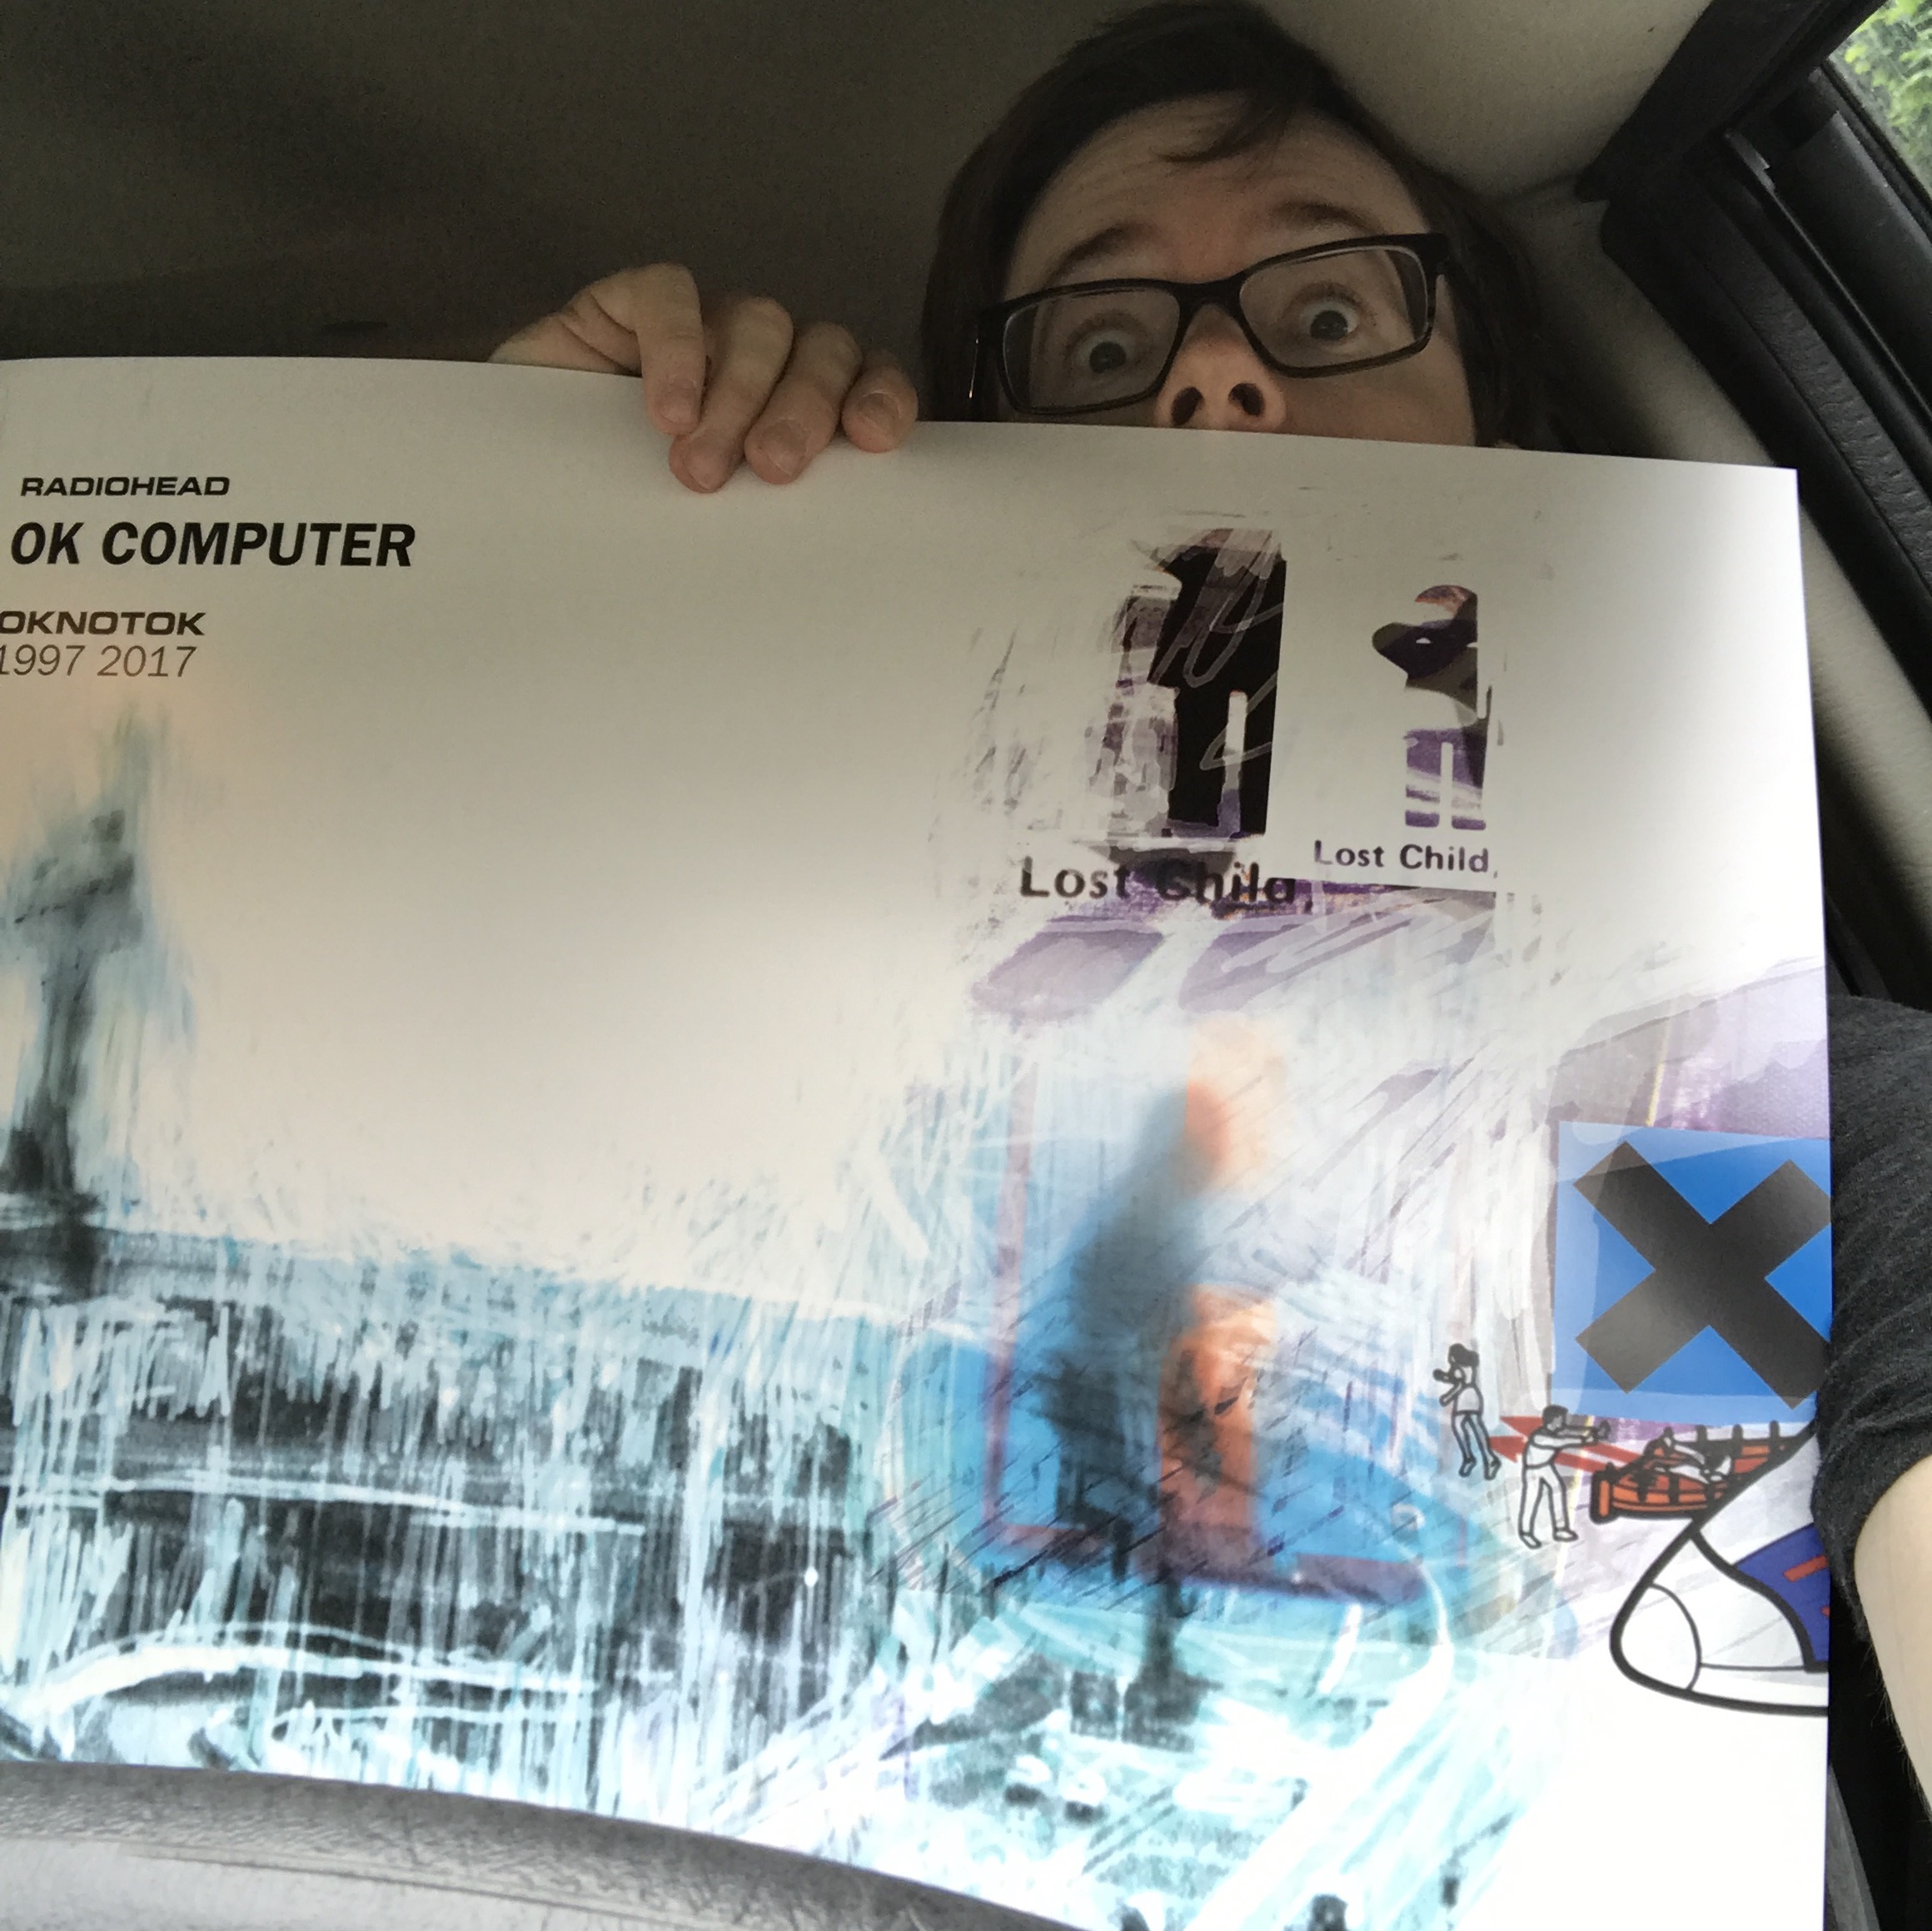 RADIOHEAD
OK COMPUTER
OKNOTOK
1997 2017
Lost Child,
Lost Child,